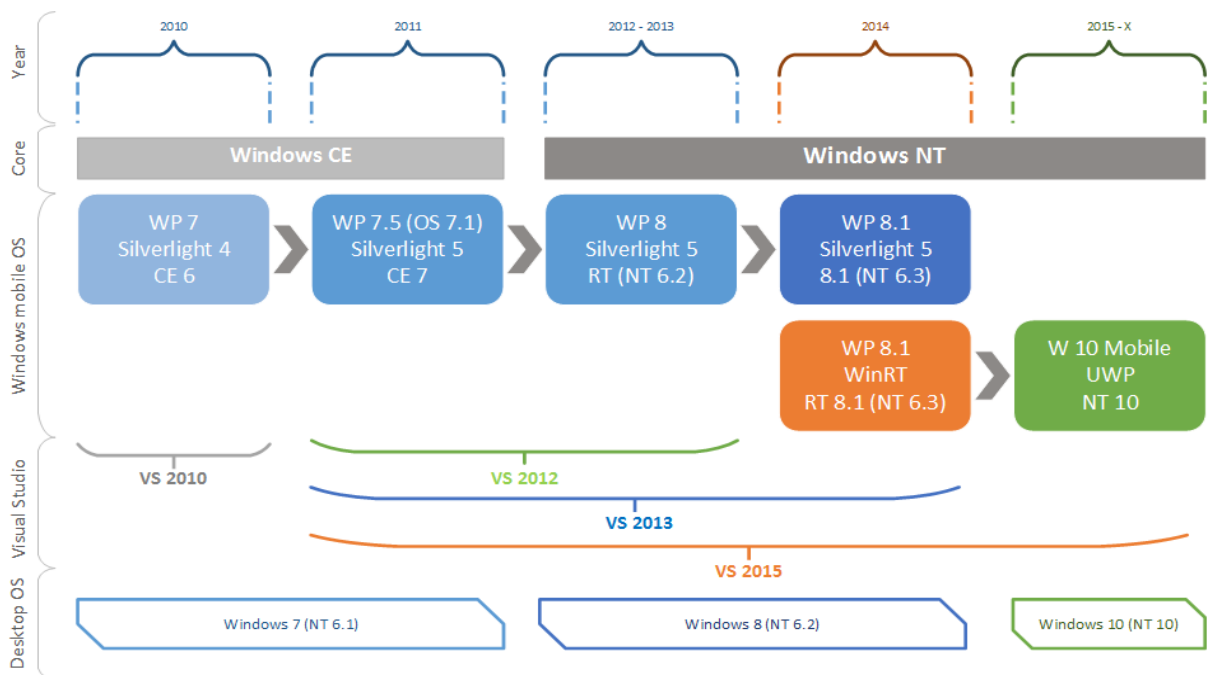 Year
2010
2011
2012 - 2013
2014
2015 - X
Core
Windows CE
Windows NT
Windows mobile OS
WP 7
Silverlight 4
CE 6
WP 7.5 (OS 7.1)
Silverlight 5
CE 7
WP 8
Silverlight 5
RT (NT 6.2)
WP 8.1
Silverlight 5
8.1 (NT 6.3)
WP 8.1
WinRT
RT 8.1 (NT 6.3)
W 10 Mobile
UWP
NT 10
Visual Studio
VS 2010
VS 2012
VS 2013
VS 2015
Desktop OS
Windows 7 (NT 6.1)
Windows 8 (NT 6.2)
Windows 10 (NT 10)